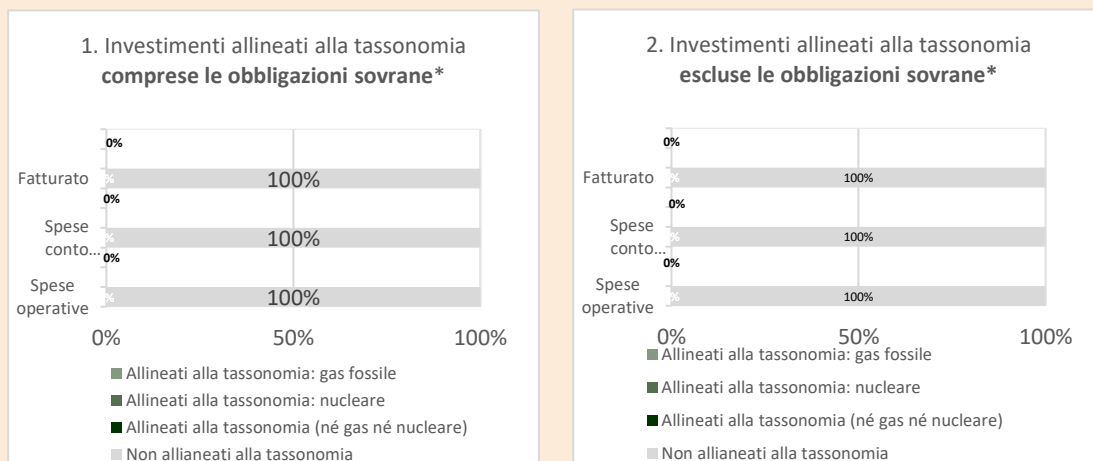 1. Investimenti allineati alla tassonomia
comprese le obbligazioni sovrane*
0%
Fatturato
%
100%
0%
Spese
conto...
%
100%
0%
Spese
operative
%
100%
0%
50%
100%
Allineati alla tassonomia: gas fossile
Allineati alla tassonomia: nucleare
Allineati alla tassonomia (né gas né nucleare)
Non allianeati alla tassonomia
2. Investimenti allineati alla tassonomia
escluse le obbligazioni sovrane*
0%
Fatturato
%
100%
0%
Spese
conto...
%
100%
0%
Spese
operative
%
100%
0%
50%
100%
Allineati alla tassonomia: gas fossile
Allineati alla tassonomia: nucleare
Allineati alla tassonomia (né gas né nucleare)
Non allianeati alla tassonomia